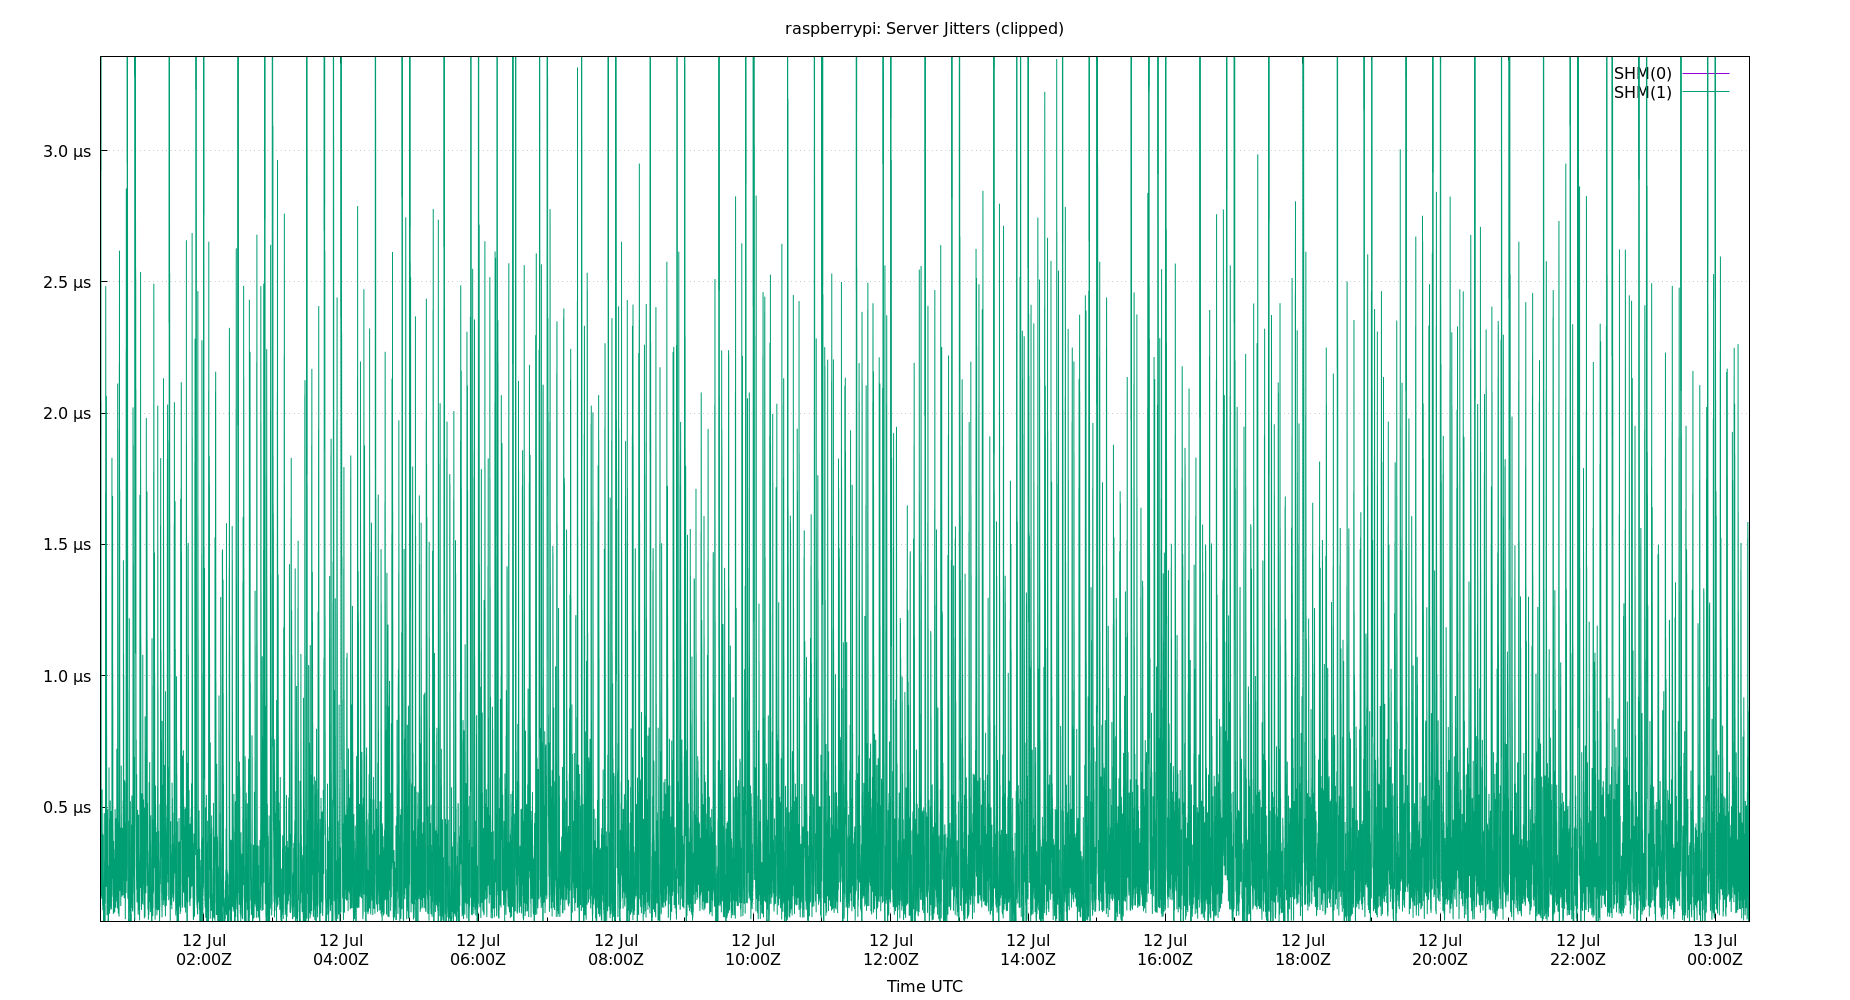 raspberrypi: Server Jitters (clipped)
SHM(0)
SHM(1)
3.0 µs
2.5 µs
2.0 µs
1.5 µs
1.0 µs
0.5 µs
12 Jul 12 Jul 12 Jul 12 Jul 12 Jul 12 Jul 12 Jul 12 Jul 12 Jul 12 Jul 12 Jul 13 Jul
02:00Z 04:00Z 06:00Z 08:00Z 10:00Z 12:00Z 14:00Z 16:00Z 18:00Z 20:00Z 22:00Z 00:00Z
Time UTC